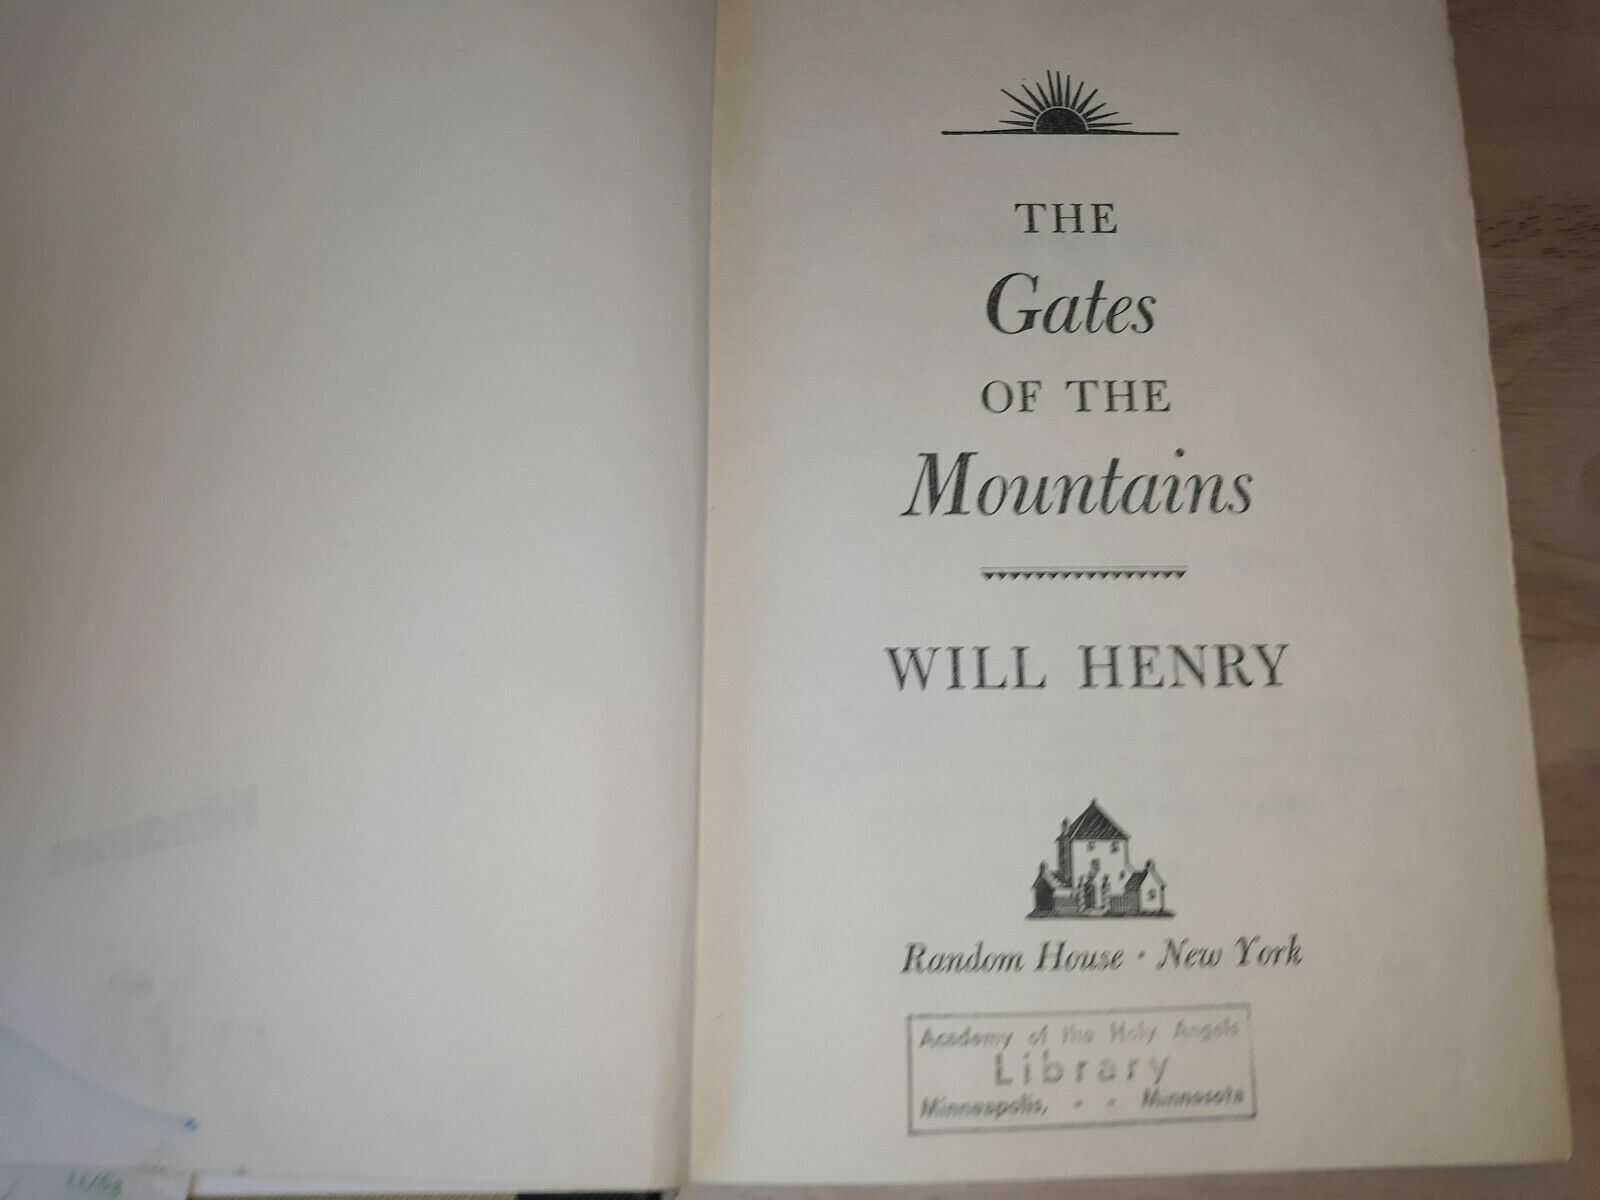 THE
Gates
OF THE
Mountains
WILL HENRY
Random House · New York
Academy of the Holy Angels
Library
Minneapolis, - - Minnesota